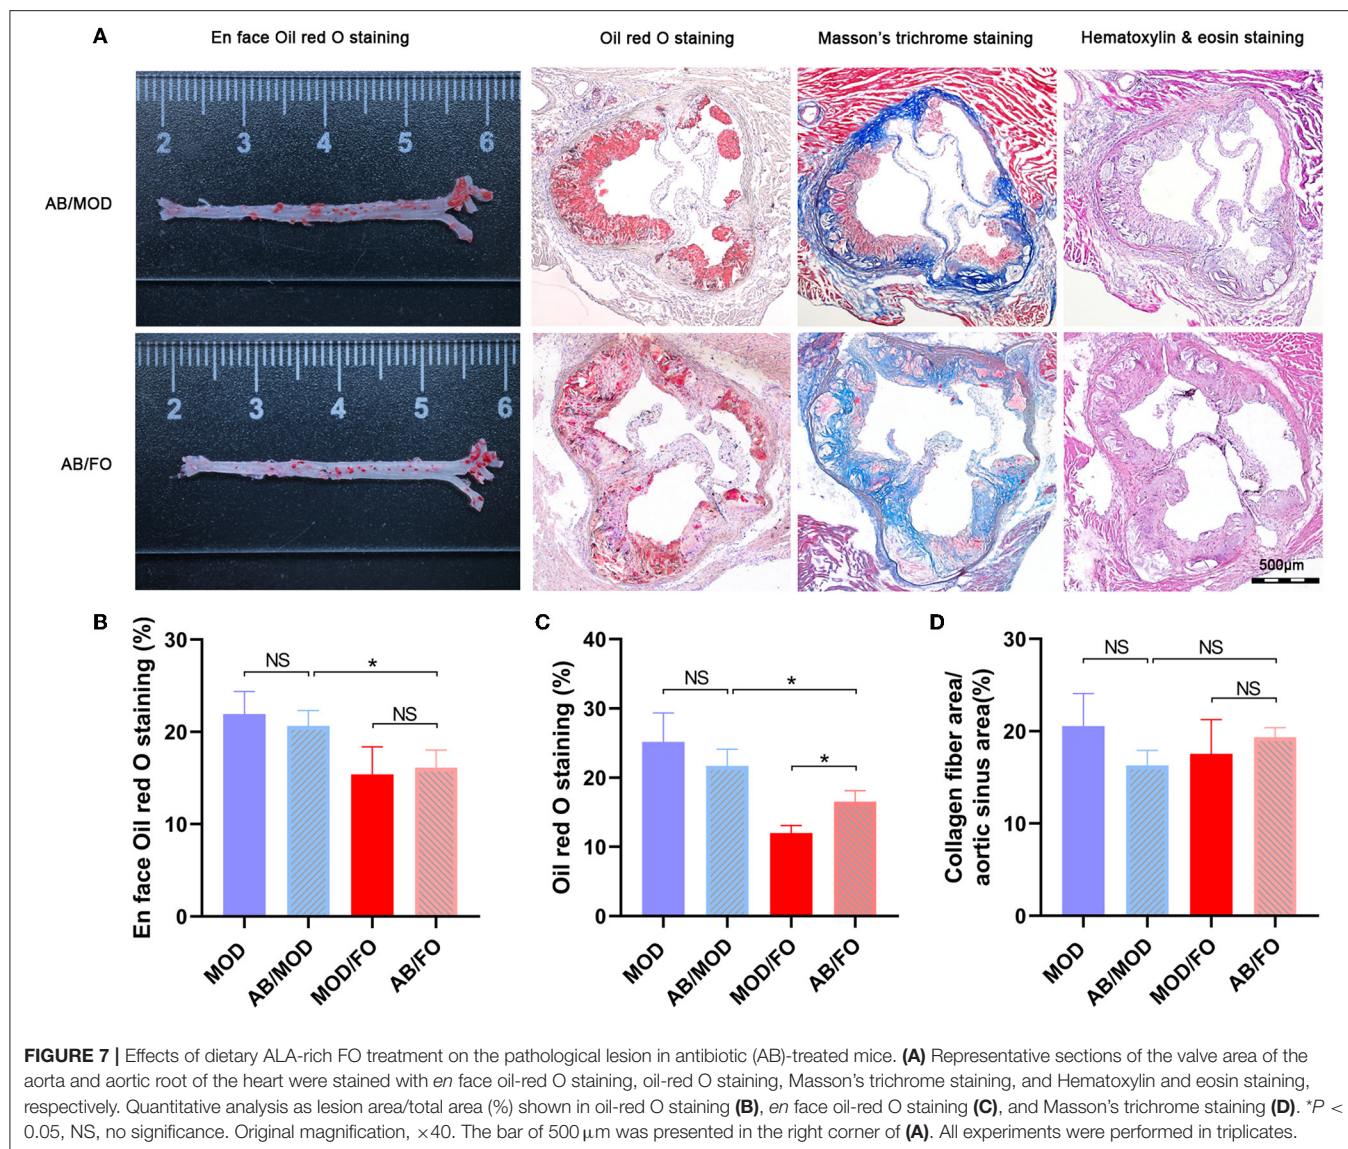 A
En face Oil red O staining
Oil red O staining
Masson's trichrome staining
Hematoxylin & eosin staining
AB/MOD
2 3 4 5 6
AB/FO
2 3 4 5 6
500μm
B
En face Oil red O staining (%)
30
20
10
0
NS
*
NS
MOD
AB/MOD
MOD/FO
AB/FO
C
Oil red O staining (%)
40
30
20
10
0
NS
*
*
MOD
AB/MOD
MOD/FO
AB/FO
D
Collagen fiber area/
aortic sinus area(%)
30
20
10
0
NS
NS
NS
MOD
AB/MOD
MOD/FO
AB/FO
FIGURE 7 | Effects of dietary ALA-rich FO treatment on the pathological lesion in antibiotic (AB)-treated mice. (A) Representative sections of the valve area of the
aorta and aortic root of the heart were stained with en face oil-red O staining, oil-red O staining, Masson's trichrome staining, and Hematoxylin and eosin staining,
respectively. Quantitative analysis as lesion area/total area (%) shown in oil-red O staining (B), en face oil-red O staining (C), and Masson's trichrome staining (D). *P <
0.05, NS, no significance. Original magnification, ×40. The bar of 500 μm was presented in the right corner of (A). All experiments were performed in triplicates.